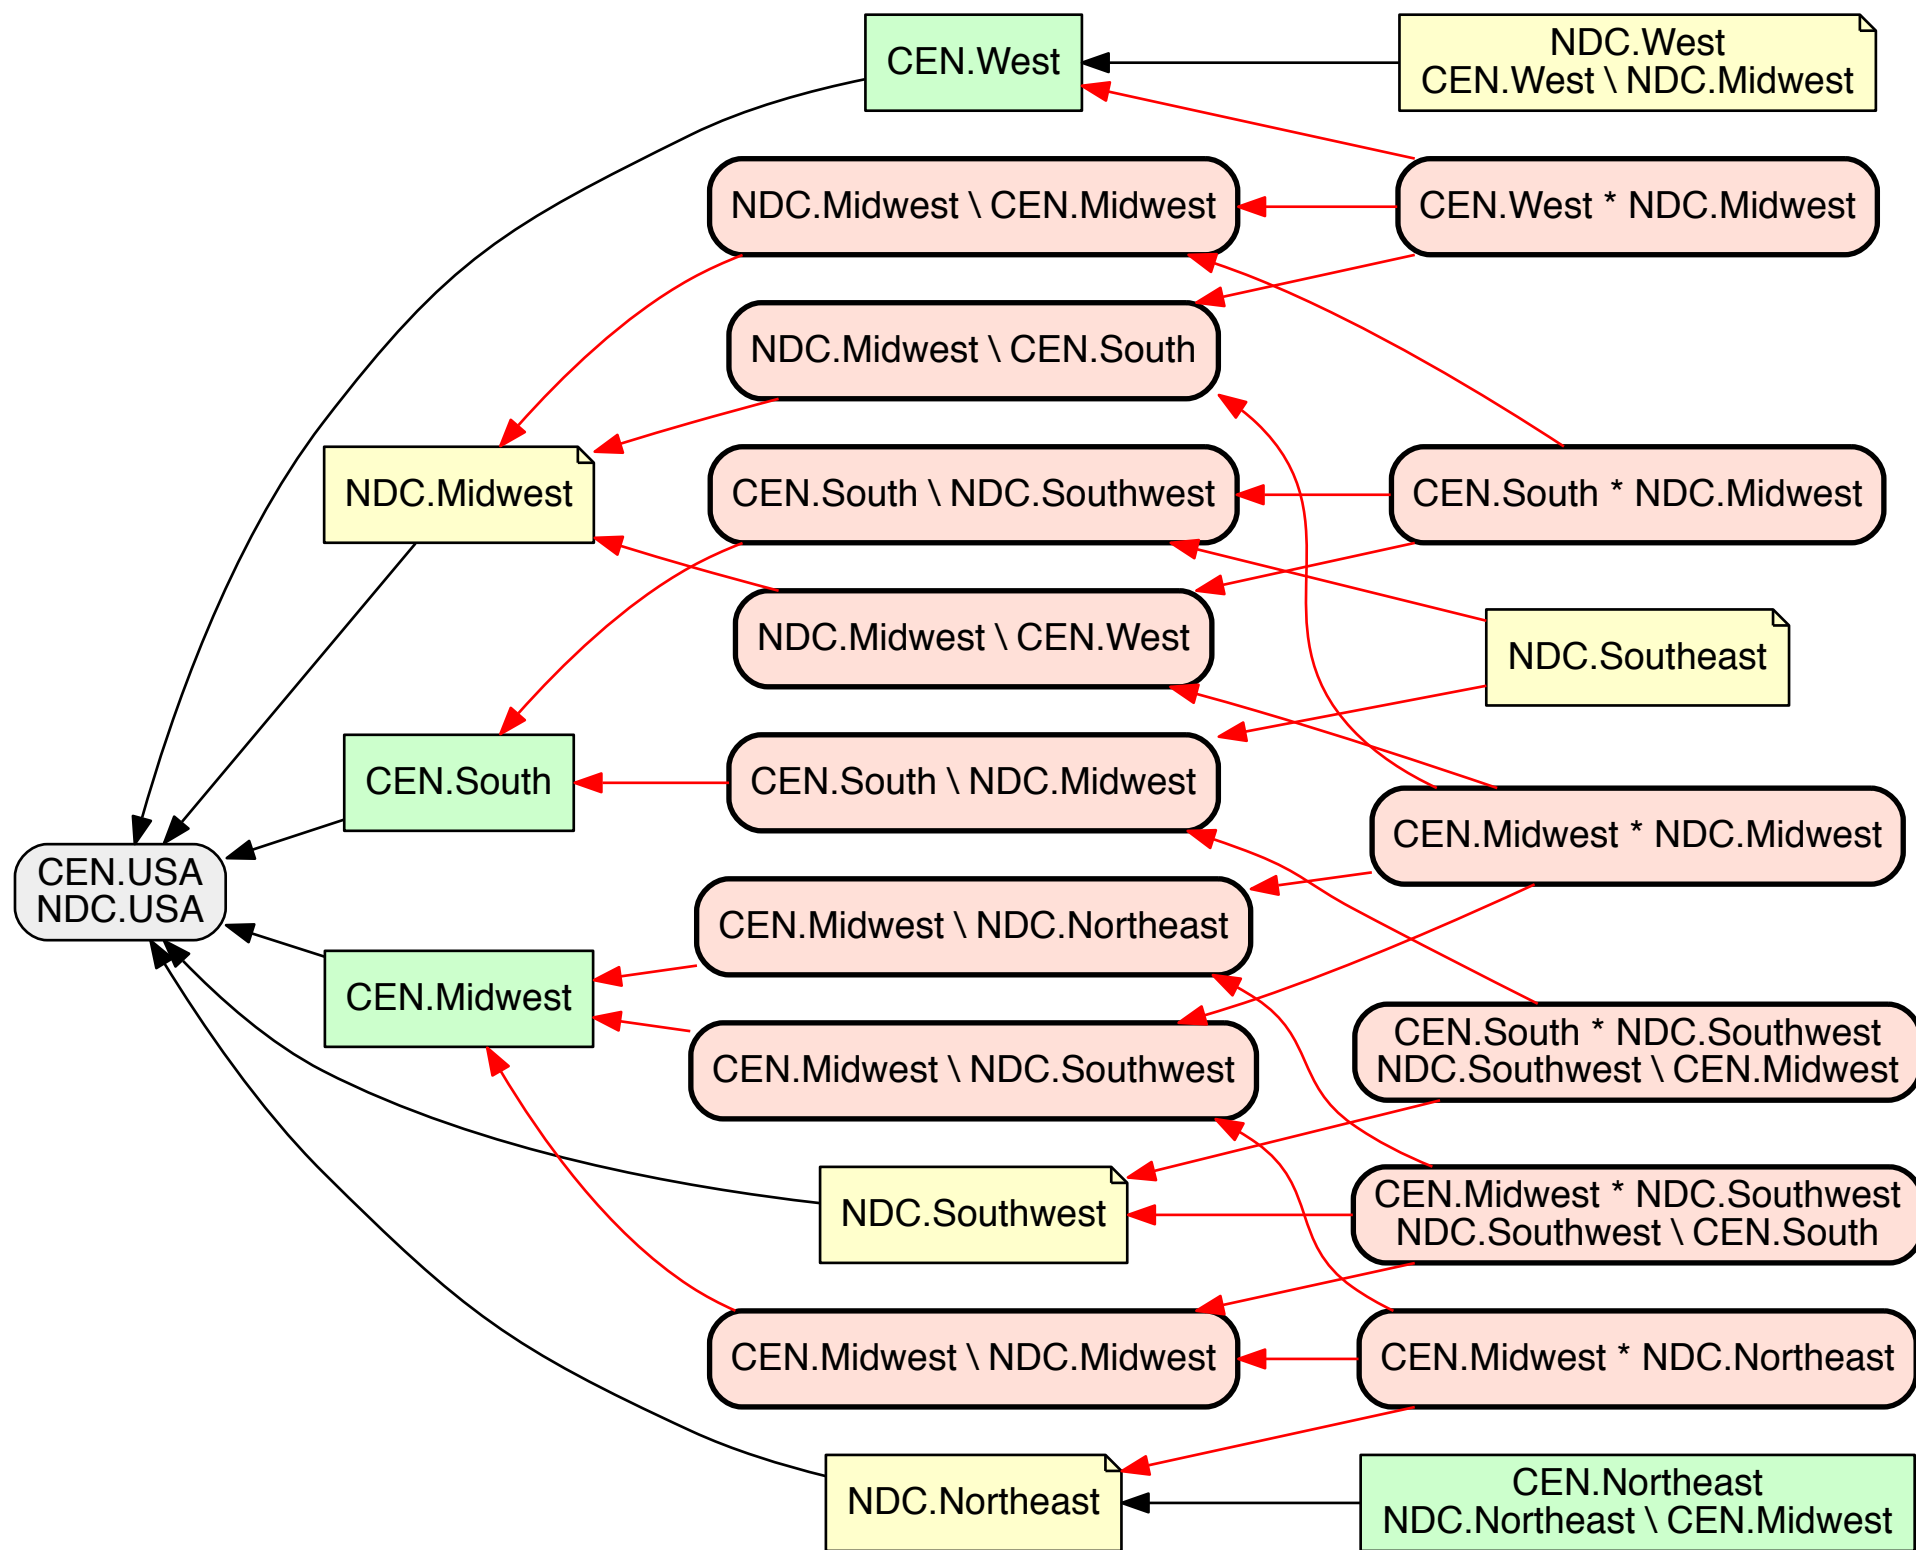 CEN.West
NDC.West
CEN.West \ NDC.Midwest
NDC.Midwest \ CEN.Midwest
CEN.West * NDC.Midwest
NDC.Midwest \ CEN.South
NDC.Midwest
CEN.South \ NDC.Southwest
CEN.South * NDC.Midwest
NDC.Midwest \ CEN.West
NDC.Southeast
CEN.South
CEN.South \ NDC.Midwest
CEN.Midwest * NDC.Midwest
CEN.USA
NDC.USA
CEN.Midwest \ NDC.Northeast
CEN.Midwest
CEN.Midwest \ NDC.Southwest
CEN.South * NDC.Southwest
NDC.Southwest \ CEN.Midwest
NDC.Southwest
CEN.Midwest * NDC.Southwest
NDC.Southwest \ CEN.South
CEN.Midwest \ NDC.Midwest
CEN.Midwest * NDC.Northeast
NDC.Northeast
CEN.Northeast
NDC.Northeast \ CEN.Midwest